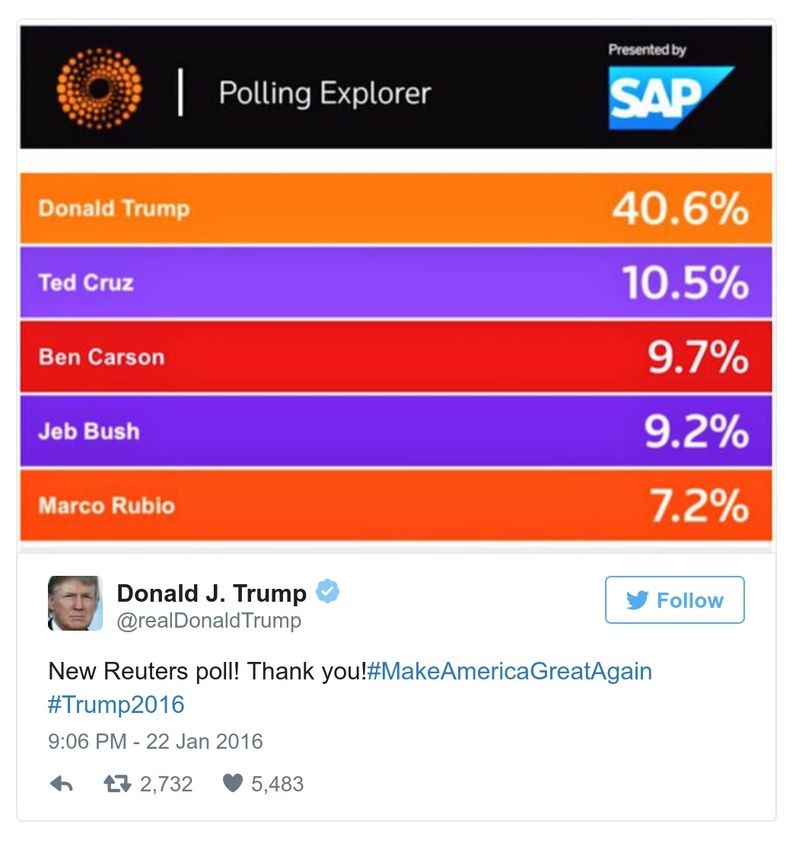 Presented by
Polling Explorer
SAP
Donald Trump 40.6%
Ted Cruz 10.5%
Ben Carson 9.7%
Jeb Bush 9.2%
Marco Rubio 7.2%
Donald J. Trump
Follow
@realDonaldTrump
New Reuters poll! Thank you!#MakeAmericaGreatAgain
#Trump2016
9:06 PM - 22 Jan 2016
2,732 5,483